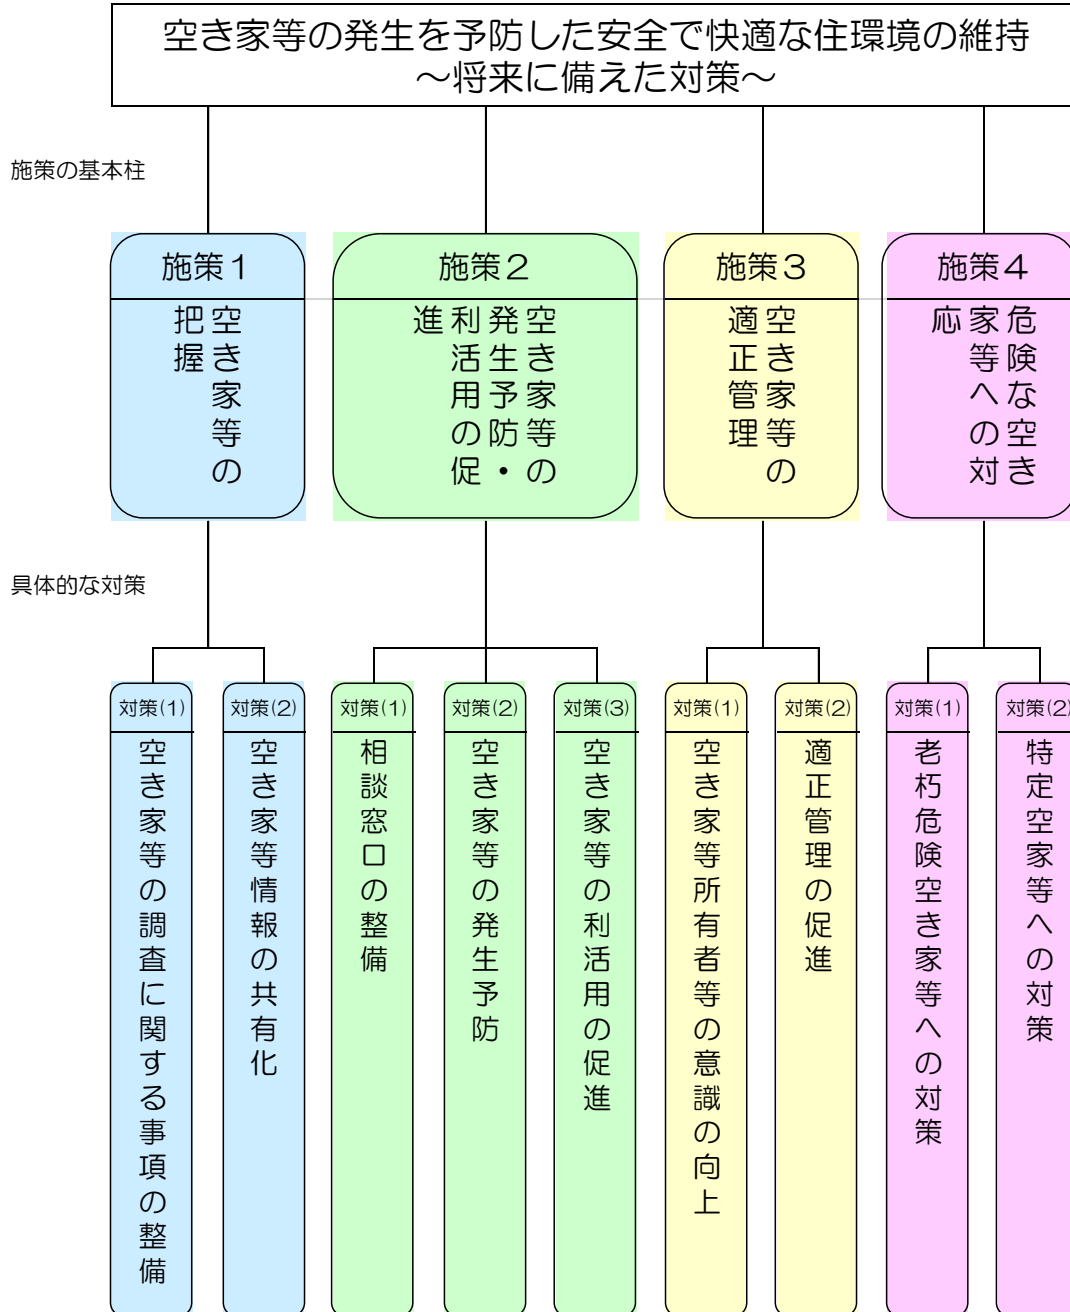 空き家等の発生を予防した安全で快適な住環境の維持
～将来に備えた対策～
施策の基本柱
施策1
空き家等の
把握
施策2
空き家等の
発生予防・
利活用の促
進
施策3
空き家等の
適正管理
施策4
危険な空き
家等への対
応
具体的な対策
対策(1)
空き家等の調査に関する事項の整備
対策(2)
空き家等情報の共有化
対策(1)
相談窓口の整備
対策(2)
空き家等の発生予防
対策(3)
空き家等の利活用の促進
対策(1)
空き家等所有者等の意識の向上
対策(2)
適正管理の促進
対策(1)
老朽危険空き家等への対策
対策(2)
特定空家等への対策